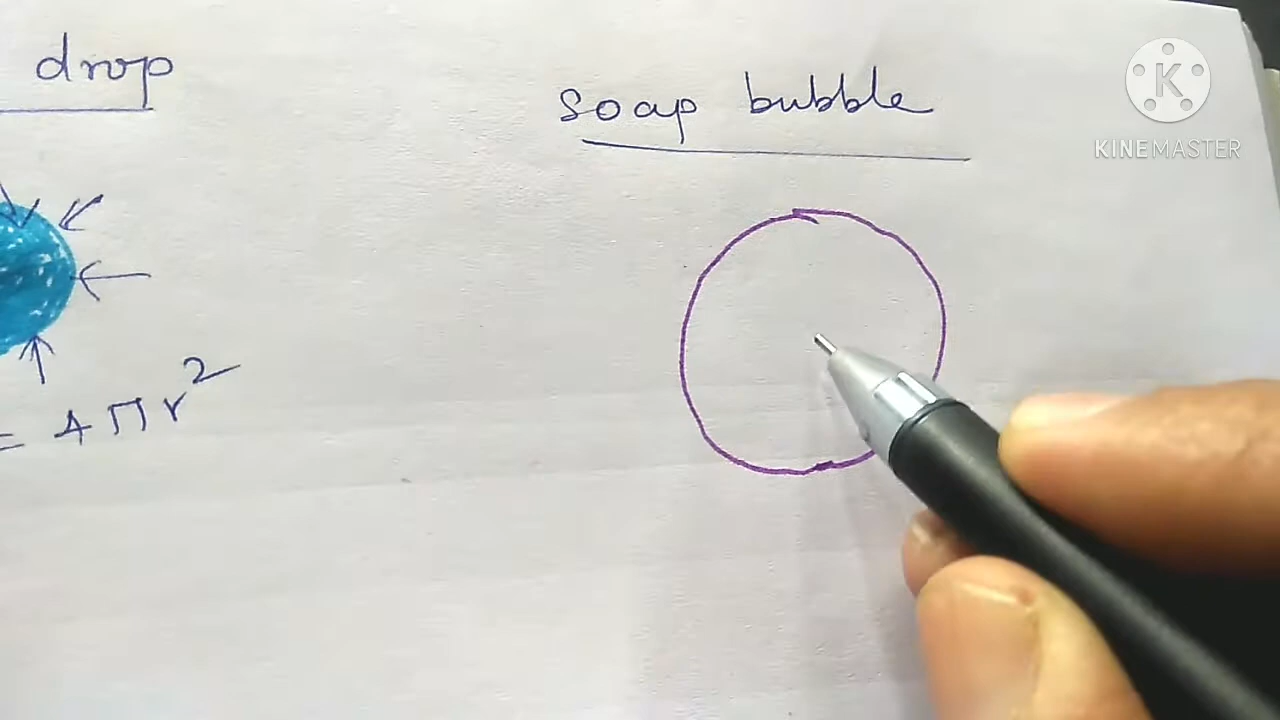 drop
soap bubble
= 4πr²
K
KINEMASTER